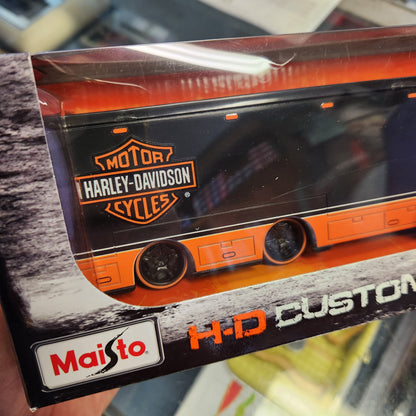 MOTOR
HARLEY-DAVIDSON
CYCLES ®
H-D CUSTOM
Maisto